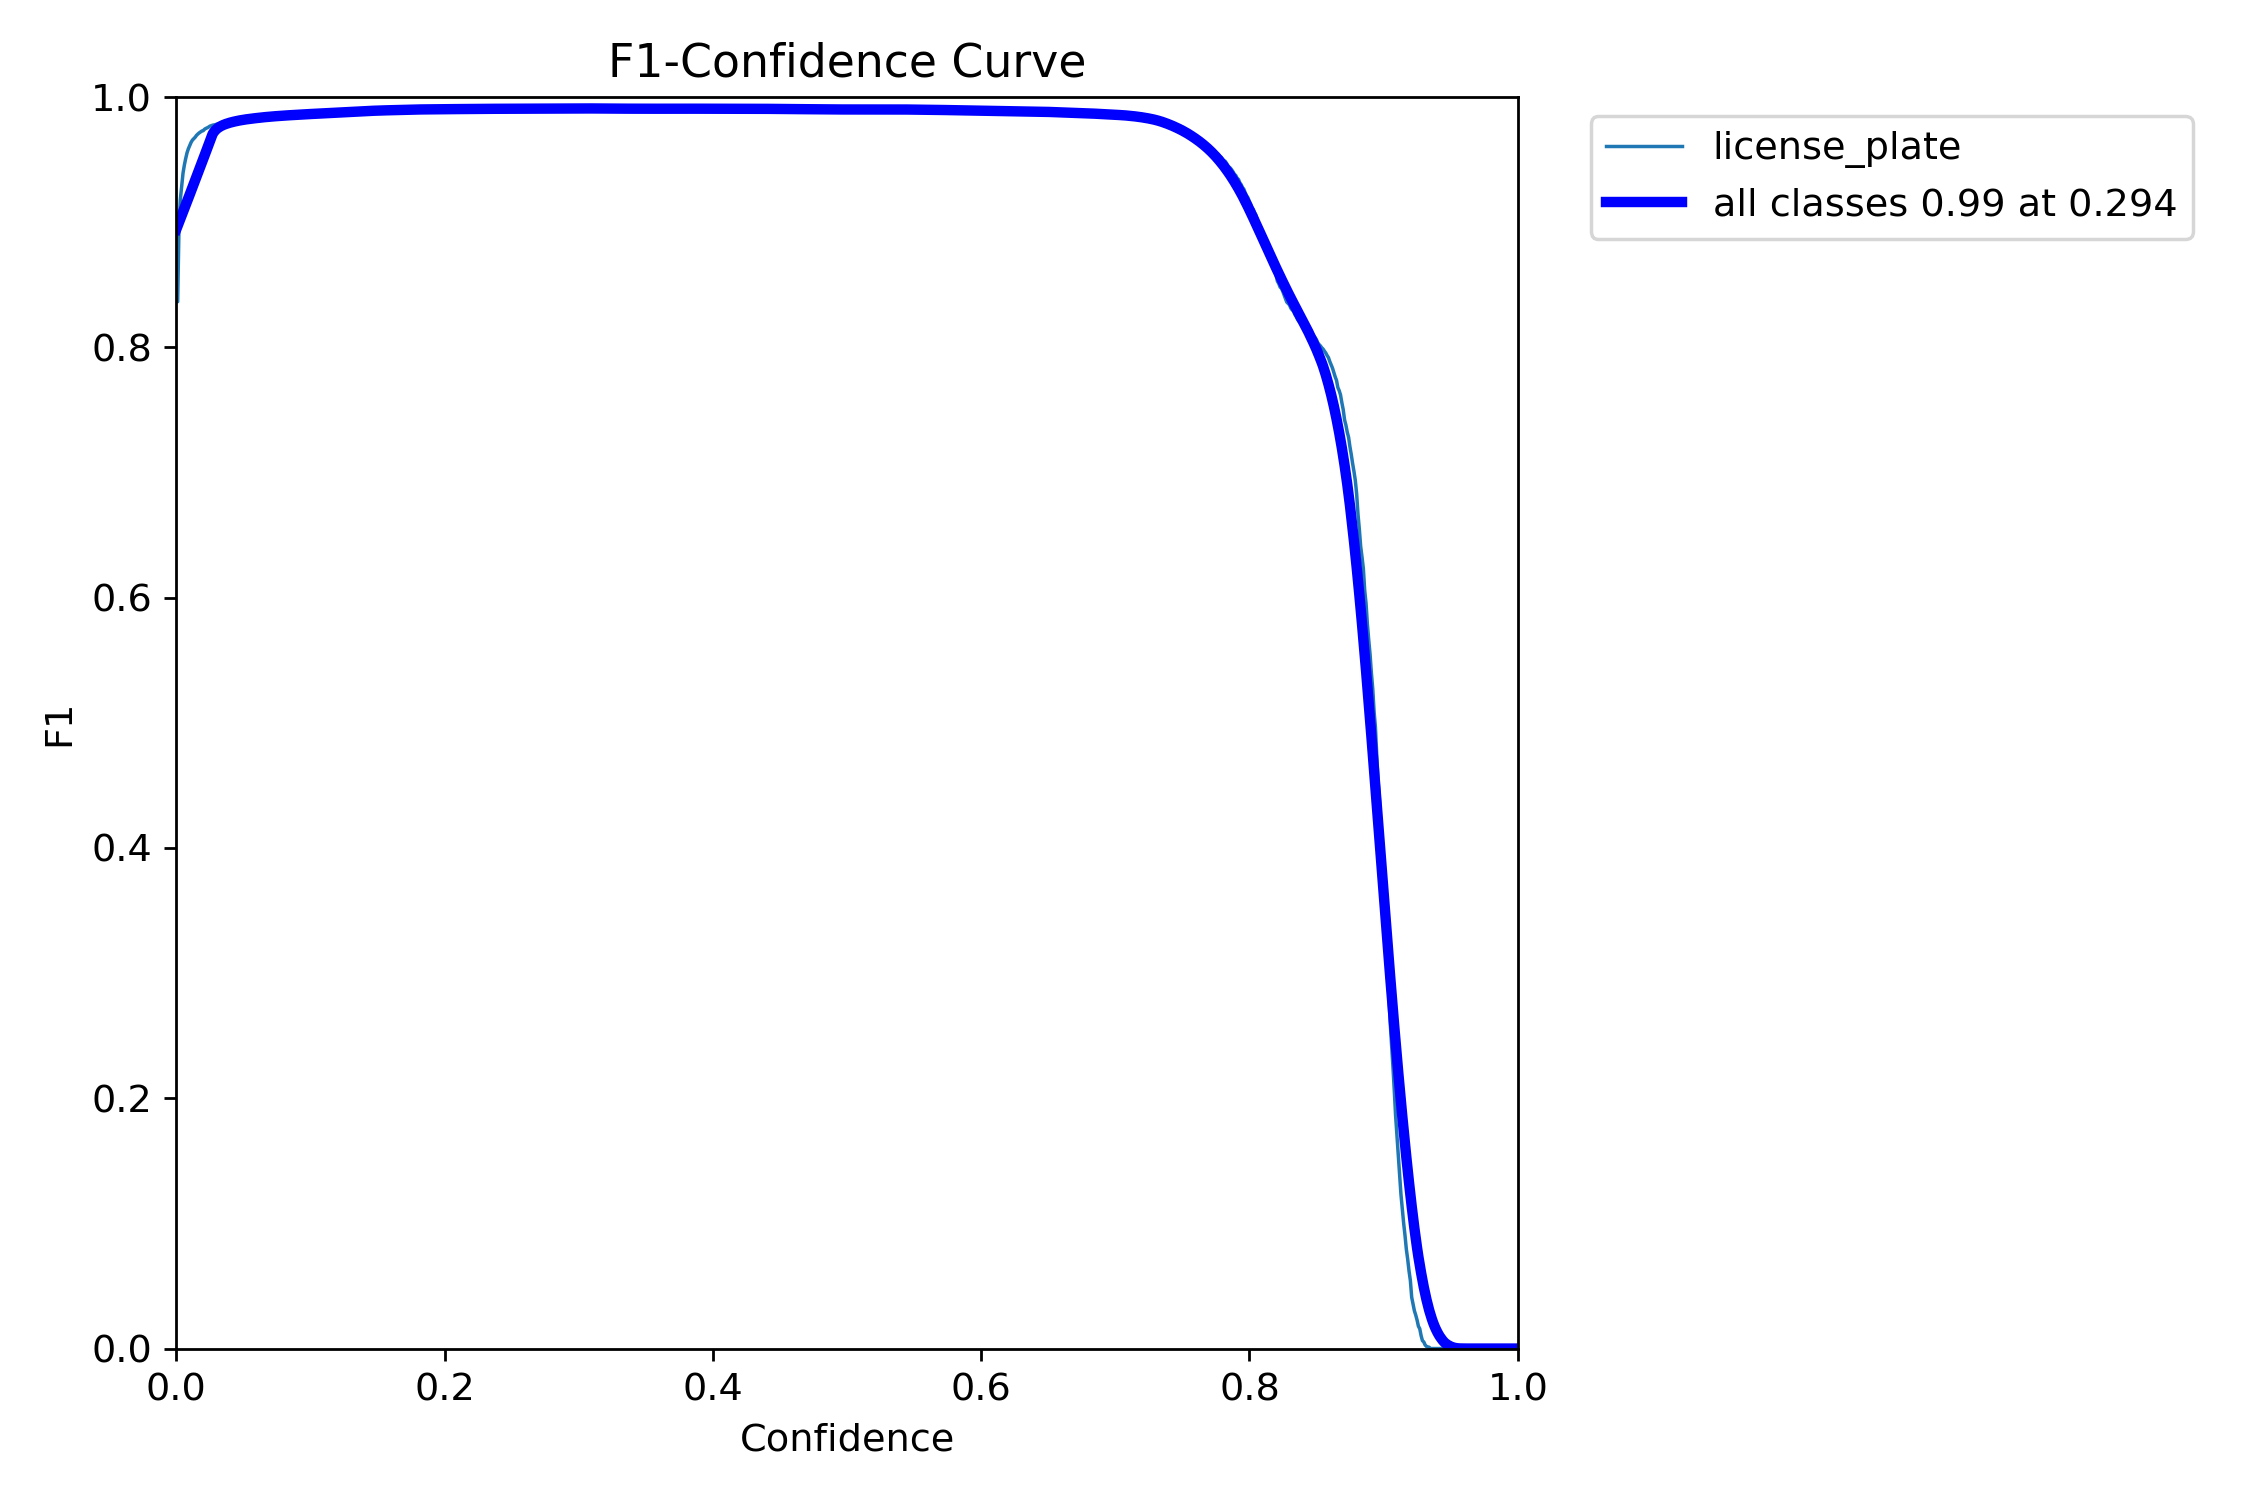 F1-Confidence Curve
license_plate
all classes 0.99 at 0.294
1.0
0.8
0.6
0.4
0.2
0.0
F1
0.0 0.2 0.4 0.6 0.8 1.0
Confidence